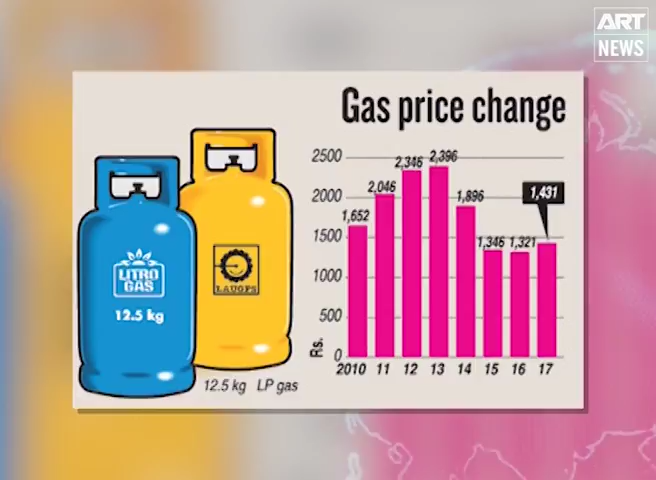 ART
NEWS
Gas price change
2500
2000
1500
1000
500
0
Rs.
1,652
2,046
2,346
2,396
1,896
1,346
1,321
1,431
2010 11 12 13 14 15 16 17
LITRO
GAS
12.5 kg
LAUGFS
12.5 kg LP gas